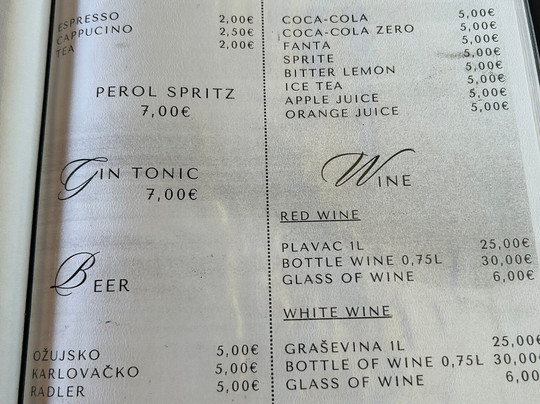 ESPRESSO 2,00€
CAPPUCINO 2,50€
TEA 2,00€
PEROL SPRITZ
7,00€
GIN TONIC
7,00€
BEER
OŽUJSKO 5,00€
KARLOVAČKO 5,00€
RADLER 5,00€
COCA-COLA 5,00€
COCA-COLA ZERO 5,00€
FANTA 5,00€
SPRITE 5,00€
BITTER LEMON 5,00€
ICE TEA 5,00€
APPLE JUICE 5,00€
ORANGE JUICE 5,00€
WINE
RED WINE
PLAVAC 1L 25,00€
BOTTLE WINE 0,75L 30,00€
GLASS OF WINE 6,00€
WHITE WINE
GRAŠEVINA 1L 25,00€
BOTTLE OF WINE 0,75L 30,00€
GLASS OF WINE 6,00